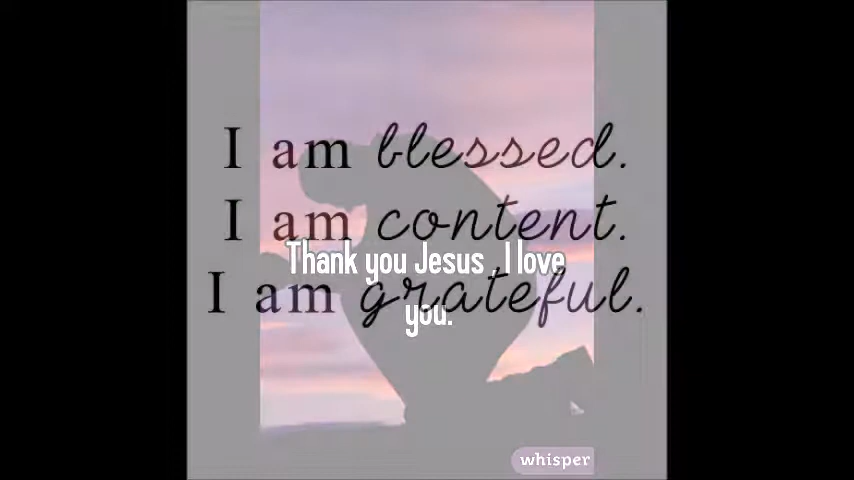 I am blessed.
I am content.
Thank you Jesus , I love
I am grateful.
you.
whisper